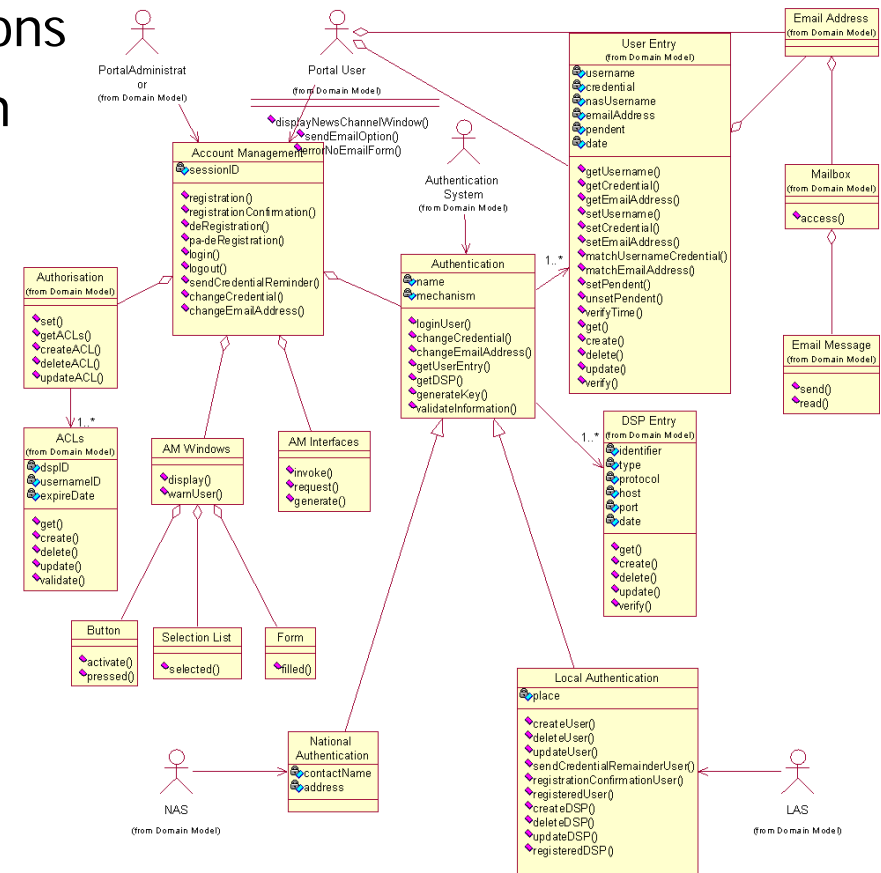 ons
n
PortalAdministrat
or
(from Domain Model)
Portal User
(from Domain Model)
displayNewsChannelWindow()
sendEmailOption()
errorNoEmailForm()
Account Management
sessionID
registration()
registrationConfirmation()
deRegistration()
pa-deRegistration()
login()
logout()
sendCredentialReminder()
changeCredential()
changeEmailAddress()
Authentication
System
(from Domain Model)
User Entry
(from Domain Model)
username
credential
nasUsername
emailAddress
pendent
date
getUsername()
getCredential()
getEmailAddress()
setUsername()
setCredential()
setEmailAddress()
matchUsernameCredential()
matchEmailAddress()
setPendent()
unsetPendent()
verifyTime()
get()
create()
delete()
update()
verify()
Email Address
(from Domain Model)
Mailbox
(from Domain Model)
access()
Email Message
(from Domain Model)
send()
read()
Authorisation
(from Domain Model)
set()
getACLs()
createACL()
deleteACL()
updateACL()
1..*
ACLs
(from Domain Model)
dspID
usernameID
expireDate
get()
create()
delete()
update()
validate()
Authentication
name
mechanism
loginUser()
changeCredential()
changeEmailAddress()
getUserEntry()
getDSP()
generateKey()
validateInformation()
1..*
1..*
DSP Entry
(from Domain Model)
identifier
type
protocol
host
port
date
get()
create()
delete()
update()
verify()
AM Windows
display()
warnUser()
AM Interfaces
invoke()
request()
generate()
Button
activate()
pressed()
Selection List
selected()
Form
filled()
National
Authentication
contactName
address
NAS
(from Domain Model)
Local Authentication
place
createUser()
deleteUser()
updateUser()
sendCredentialRemainderUser()
registrationConfirmationUser()
registeredUser()
createDSP()
deleteDSP()
updateDSP()
registeredDSP()
LAS
(from Domain Model)